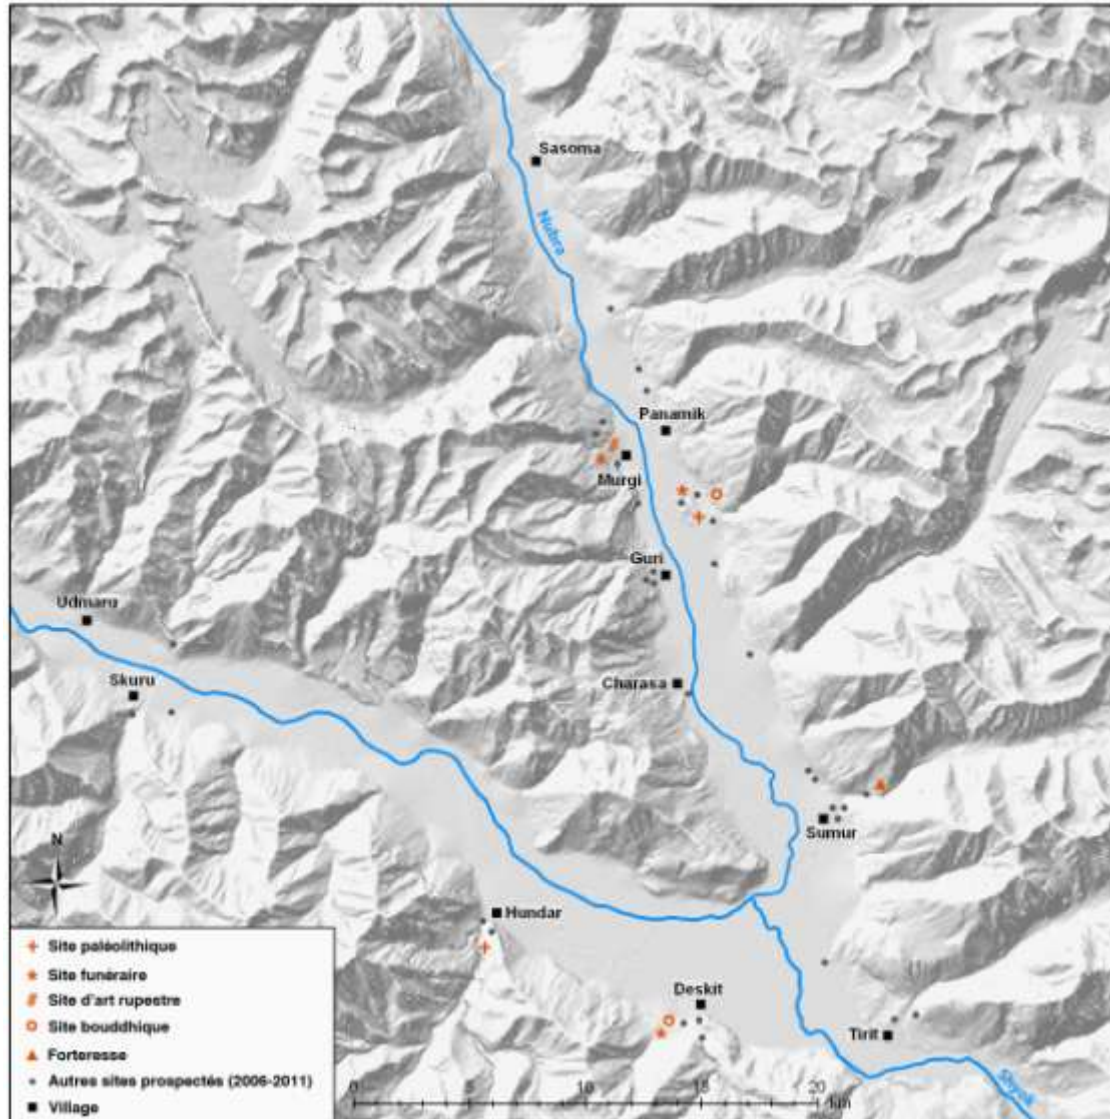 Sasoma
Nubra
Panamik
Murgi
Guri
Udmaru
Skuru
Charasa
Sumur
N
Hundar
Deskit
Tirit
Shyok
Site paléolithique
Site funéraire
Site d'art rupestre
Site bouddhique
Forteresse
Autres sites prospectés (2006-2011)
Village
0 10 15 20
km